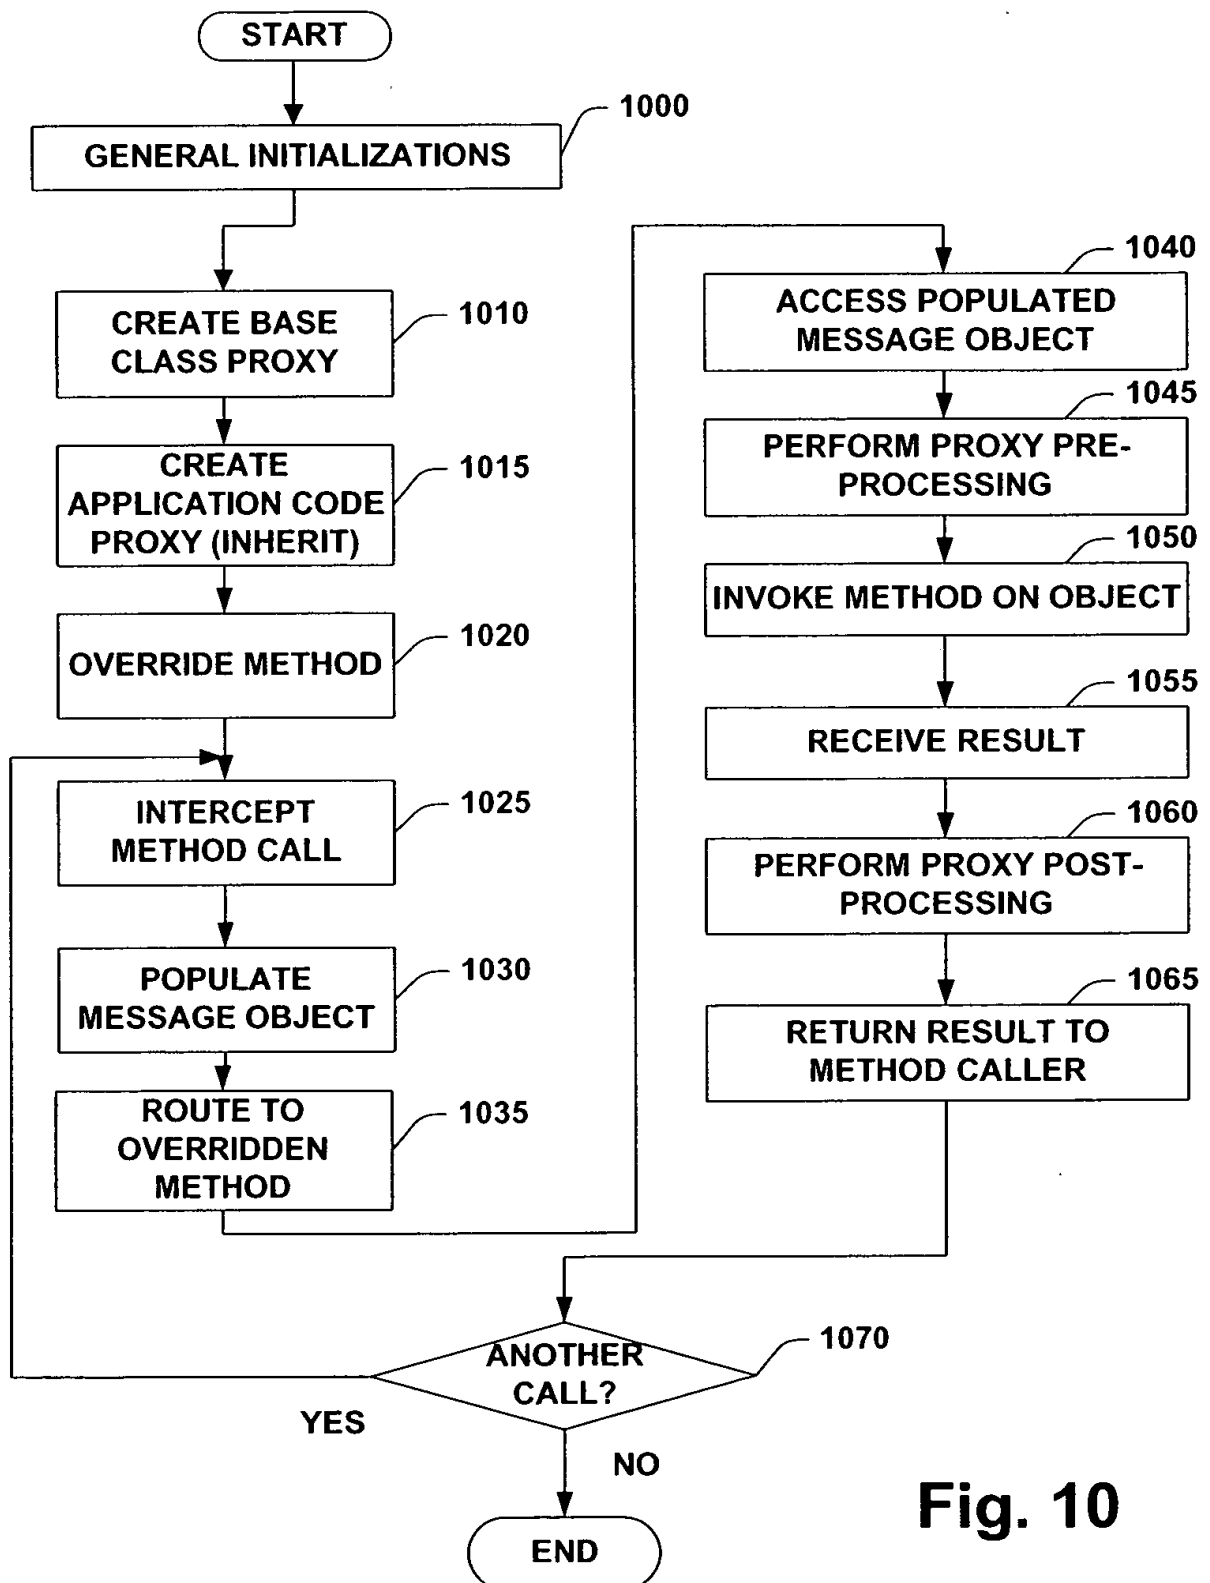 START
1000
GENERAL INITIALIZATIONS
1010
CREATE BASE
CLASS PROXY
1015
CREATE
APPLICATION CODE
PROXY (INHERIT)
1020
OVERRIDE METHOD
1025
INTERCEPT
METHOD CALL
1030
POPULATE
MESSAGE OBJECT
1035
ROUTE TO
OVERRIDDEN
METHOD
1040
ACCESS POPULATED
MESSAGE OBJECT
1045
PERFORM PROXY PRE-
PROCESSING
1050
INVOKE METHOD ON OBJECT
1055
RECEIVE RESULT
1060
PERFORM PROXY POST-
PROCESSING
1065
RETURN RESULT TO
METHOD CALLER
1070
ANOTHER
CALL?
YES
NO
END
Fig. 10